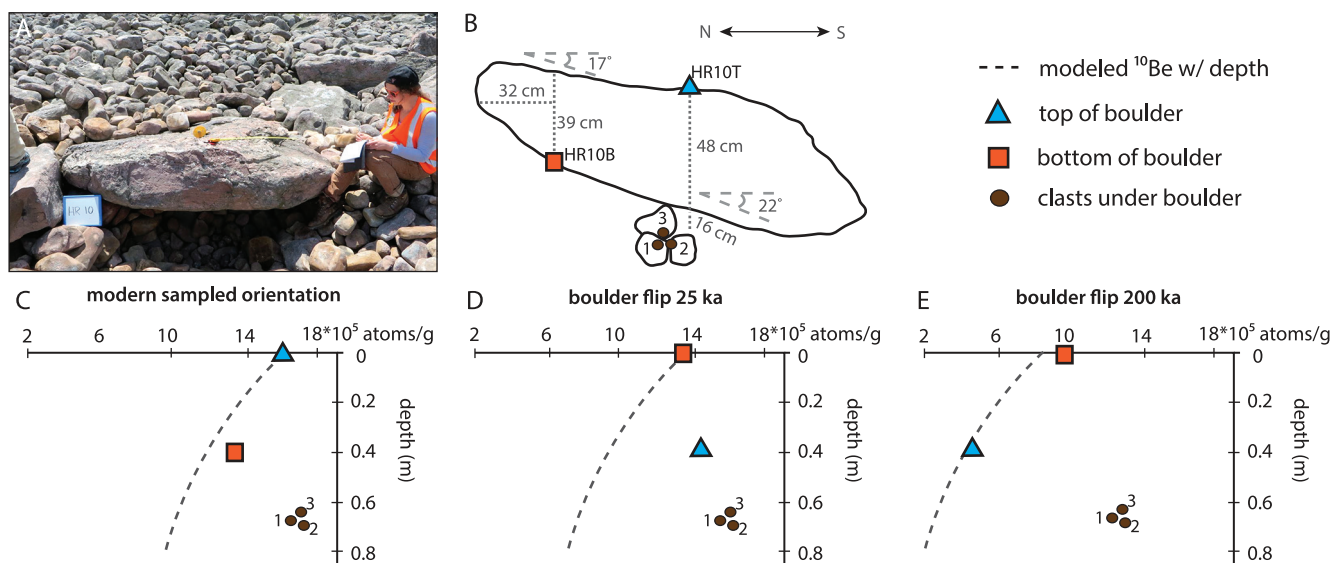 A
HR 10
B
N
S
17°
HR10T
32 cm
39 cm
HR10B
48 cm
22°
16 cm
3
1
2
modeled ¹⁰Be w/ depth
top of boulder
bottom of boulder
clasts under boulder
C
modern sampled orientation
2
6
10
14
18*10⁵ atoms/g
0
0.2
0.4
0.6
0.8
depth (m)
1
3
2
D
boulder flip 25 ka
2
6
10
14
18*10⁵ atoms/g
0
0.2
0.4
0.6
0.8
depth (m)
1
3
2
E
boulder flip 200 ka
2
6
10
14
18*10⁵ atoms/g
0
0.2
0.4
0.6
0.8
depth (m)
1
3
2